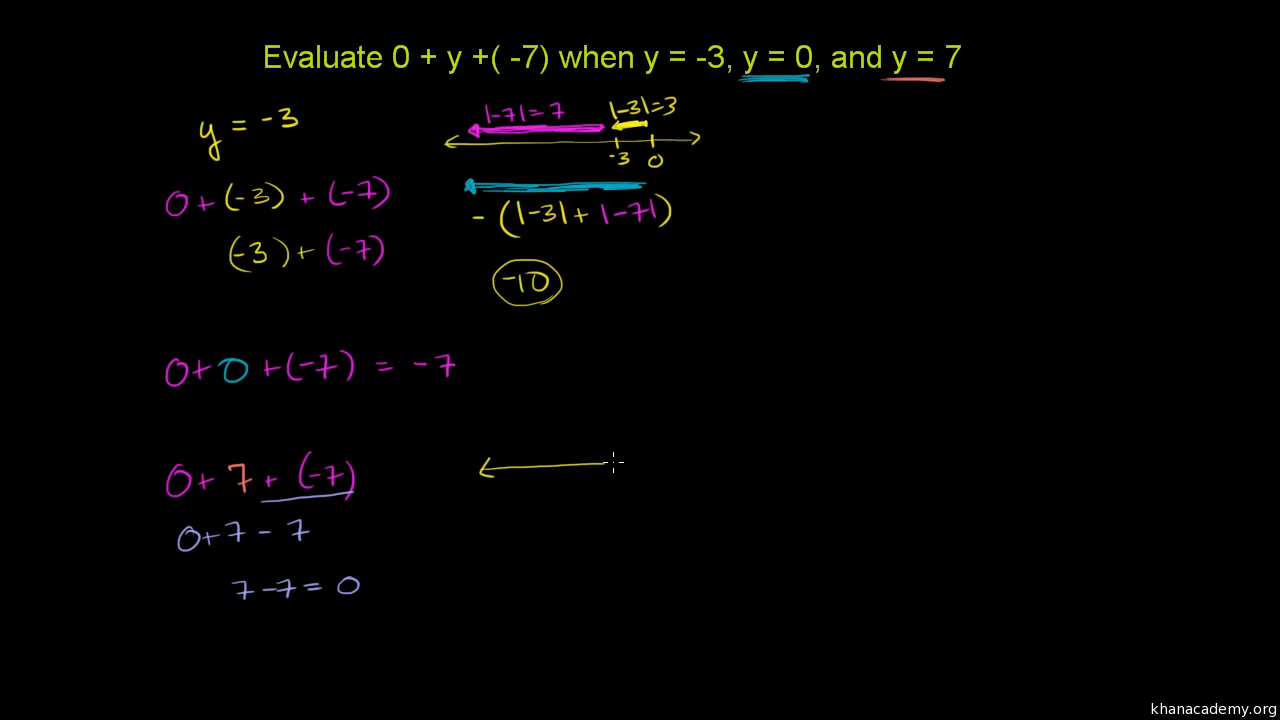 Evaluate 0 + y +( -7) when y = -3, y = 0, and y = 7
y = -3
|-7| = 7
|-3| = 3
-3 0
0 + (-3) + (-7)
- (|-3| + |-7|)
(-3) + (-7)
-10
0 + 0 + (-7) = -7
0 + 7 + (-7)
0 + 7 - 7
7 - 7 = 0
khanacademy.org